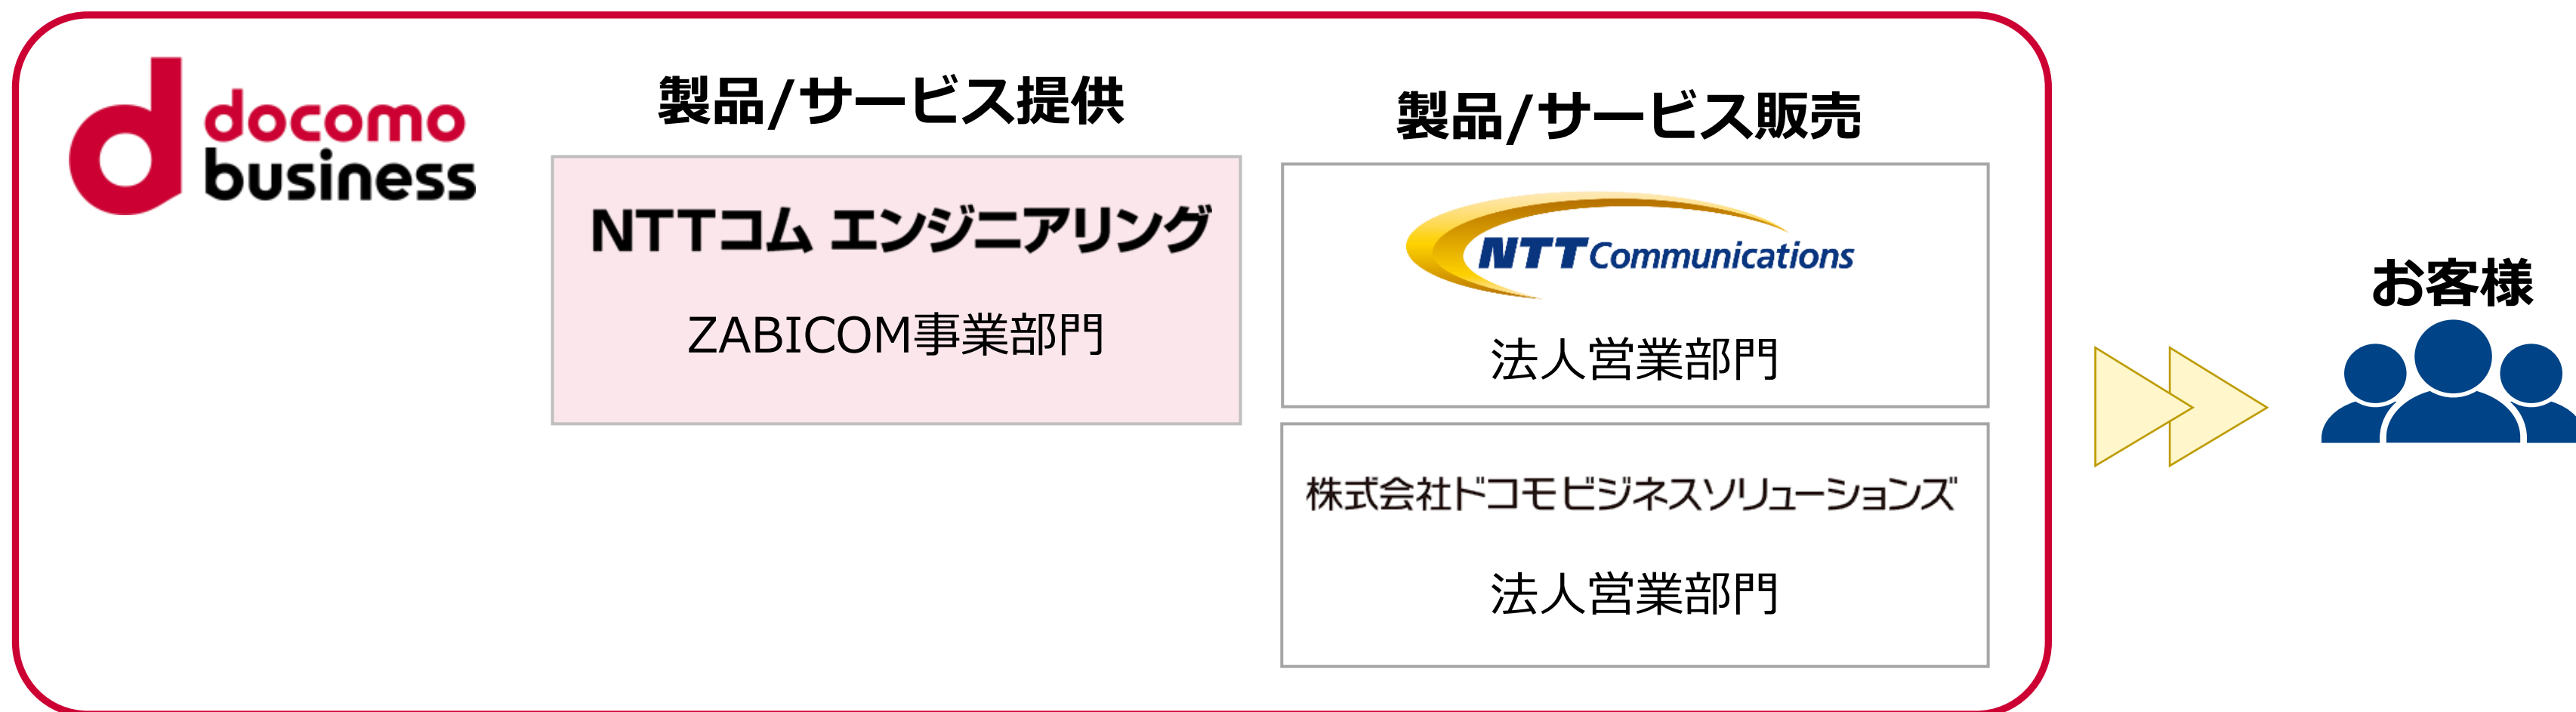 docomo
business
製品/サービス提供
NTTコム エンジニアリング
ZABICOM事業部門
製品/サービス販売
NTT Communications
法人営業部門
株式会社ドコモビジネスソリューションズ
法人営業部門
お客様